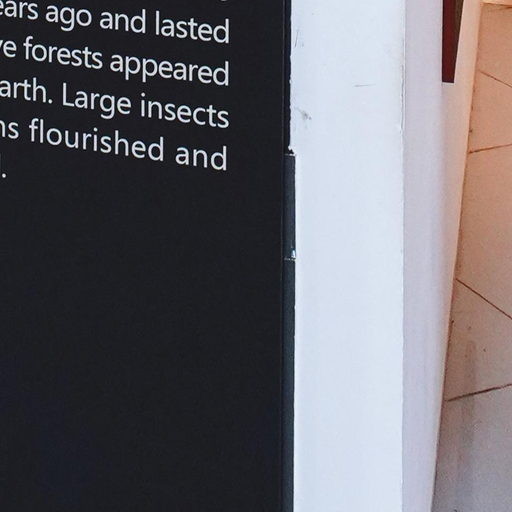 ears ago and lasted
ve forests appeared
arth. Large insects
ns flourished and
.